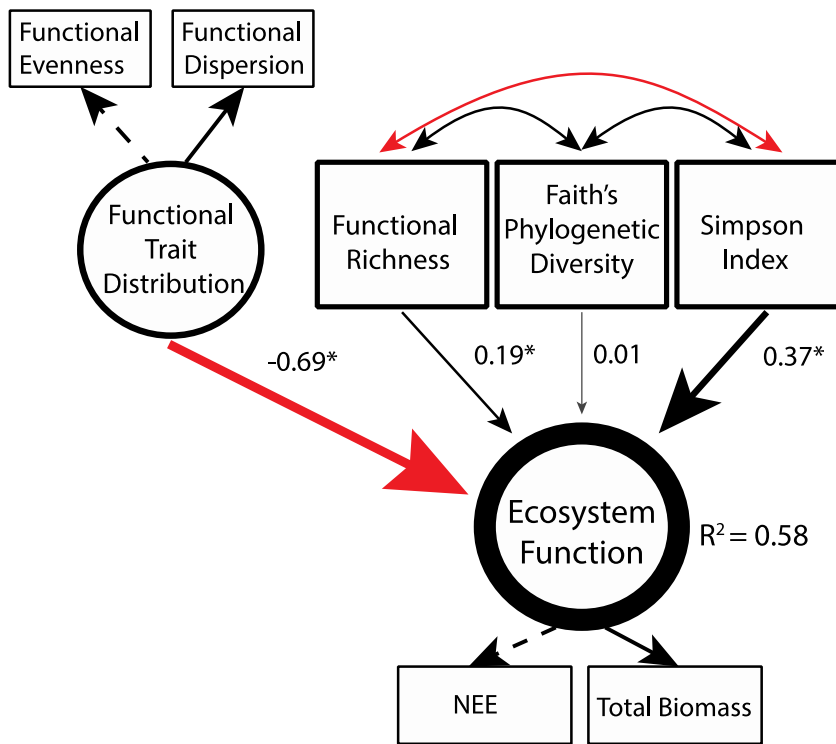 Functional
Evenness
Functional
Dispersion
Functional
Trait
Distribution
Functional
Richness
Faith's
Phylogenetic
Diversity
Simpson
Index
-0.69*
0.19*
0.01
0.37*
Ecosystem
Function
R² = 0.58
NEE
Total Biomass